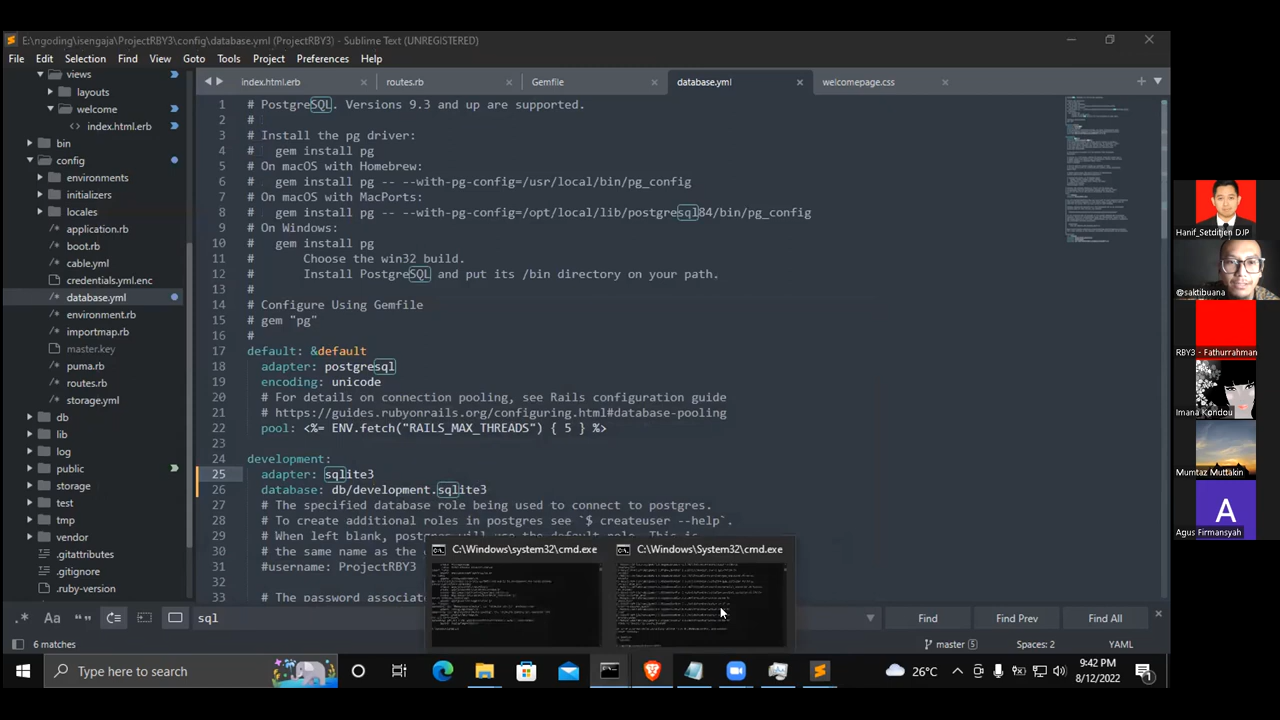 E:\ngoding\isengaja\ProjectRBY3\config\database.yml (ProjectRBY3) - Sublime Text (UNREGISTERED)
File Edit Selection Find View Goto Tools Project Preferences Help
views
layouts
welcome
index.html.erb
bin
config
environments
initializers
locales
application.rb
boot.rb
cable.yml
credentials.yml.enc
database.yml
environment.rb
importmap.rb
master.key
puma.rb
routes.rb
storage.yml
db
lib
log
public
storage
test
tmp
vendor
.gitattributes
.gitignore
.ruby-version
index.html.erb routes.rb Gemfile database.yml welcomepage.css
1 # PostgreSQL. Versions 9.3 and up are supported.
2 #
3 # Install the pg driver:
4 #   gem install pg
5 # On macOS with Homebrew:
6 #   gem install pg -----with-pg-config=/usr/local/bin/pg_config
7 # On macOS with MacPorts:
8 #   gem install pg -----with-pg-config=/opt/local/lib/postgresql84/bin/pg_config
9 # On Windows:
10 #   gem install pg
11 #       Choose the win32 build.
12 #       Install PostgreSQL and put its /bin directory on your path.
13 #
14 # Configure Using Gemfile
15 # gem "pg"
16 #
17 default: &default
18   adapter: postgresql
19   encoding: unicode
20   # For details on connection pooling, see Rails configuration guide
21   # https://guides.rubyonrails.org/configuring.html#database-pooling
22   pool: <%= ENV.fetch("RAILS_MAX_THREADS") { 5 } %>
23
24 development:
25   adapter: sqlite3
26   database: db/development.sqlite3
27   # The specified database role being used to connect to postgres.
28   # To create additional roles in postgres see `$ createuser --help`.
29   # When left blank, postgres will use the default role. This is
30   # the same name as the
31   #username: ProjectRBY3
32
33   # The password associat
C:\Windows\system32\cmd.exe C:\Windows\System32\cmd.exe
.* Aa sql Find Find Prev Find All
6 matches master 5 Spaces: 2 YAML
Type here to search 26°C 9:42 PM
8/12/2022 1
Hanif_Setditjen DJP
@saktibuana
RBY3 - Fathurrahman
Imana Kondou
Mumtaz Muktafin
A
Agus Firmansyah